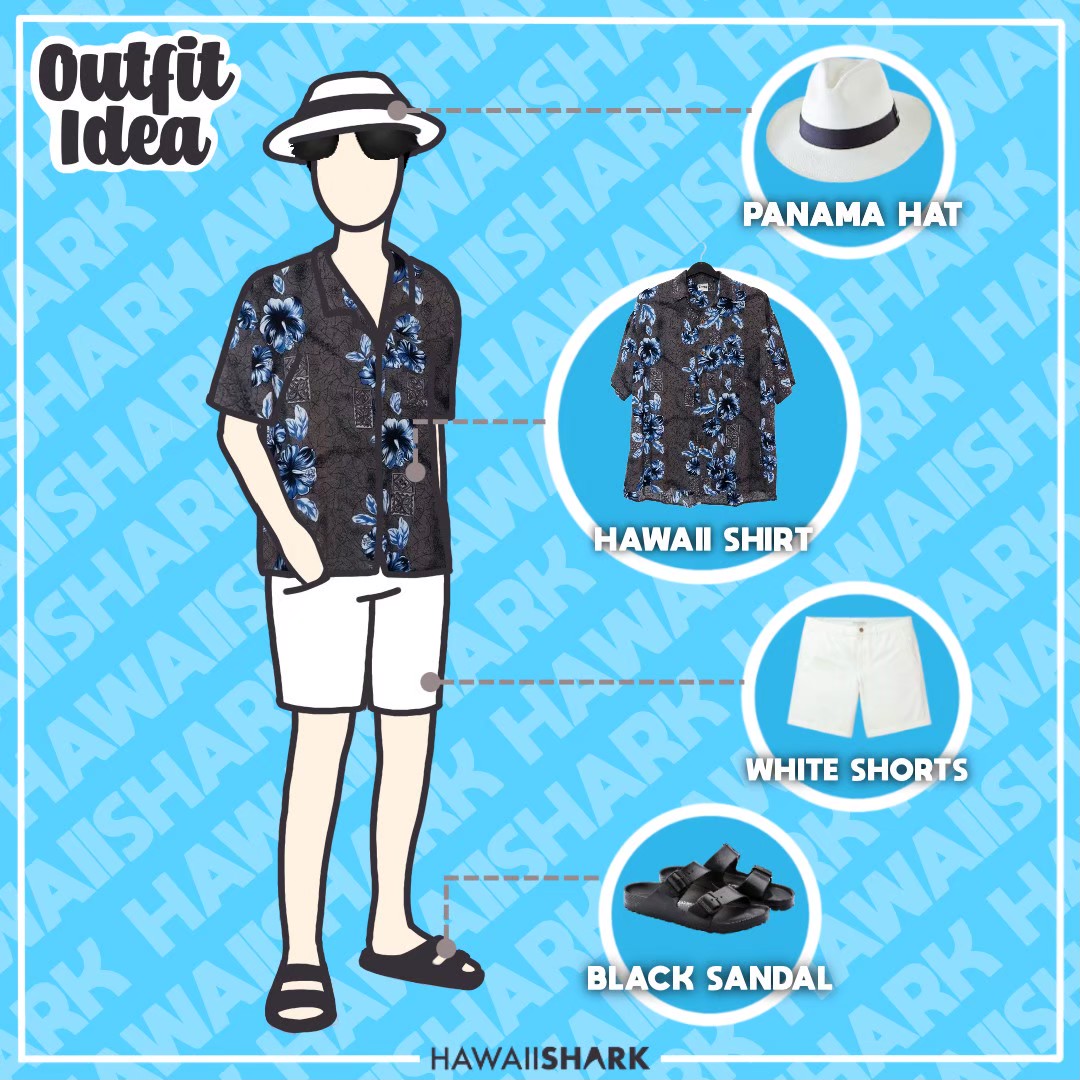 Outfit
Idea
PANAMA HAT
HAWAII SHIRT
WHITE SHORTS
BLACK SANDAL
HAWAIISHARK